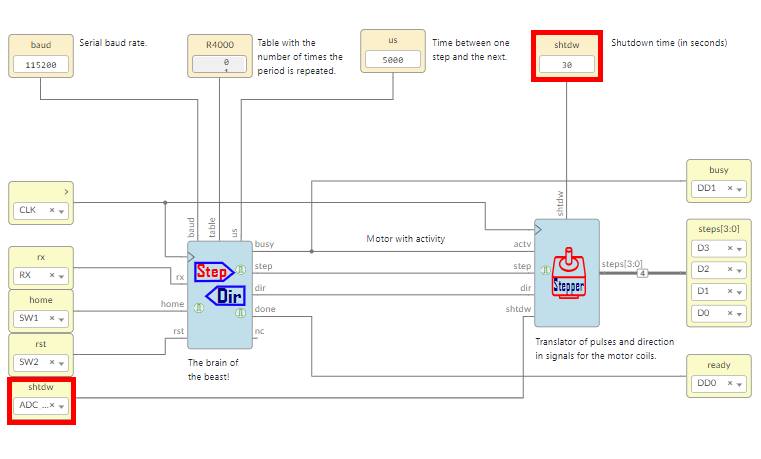 baud
115200
Serial baud rate.
R4000
0
1
Table with the
number of times the
period is repeated.
us
5000
Time between one
step and the next.
shtdw
30
Shutdown time (in seconds)
CLK
rx
RX
home
SW1
rst
SW2
shtdw
ADC ...
baud
table
us
rx
home
rst
busy
step
dir
done
nc
Step
Dir
The brain of
the beast!
Motor with activity
shtdw
actv
step
dir
shtdw
Stepper
steps[3:0]
4
Translator of pulses and direction
in signals for the motor coils.
busy
DD1
steps[3:0]
D3
D2
D1
D0
ready
DD0